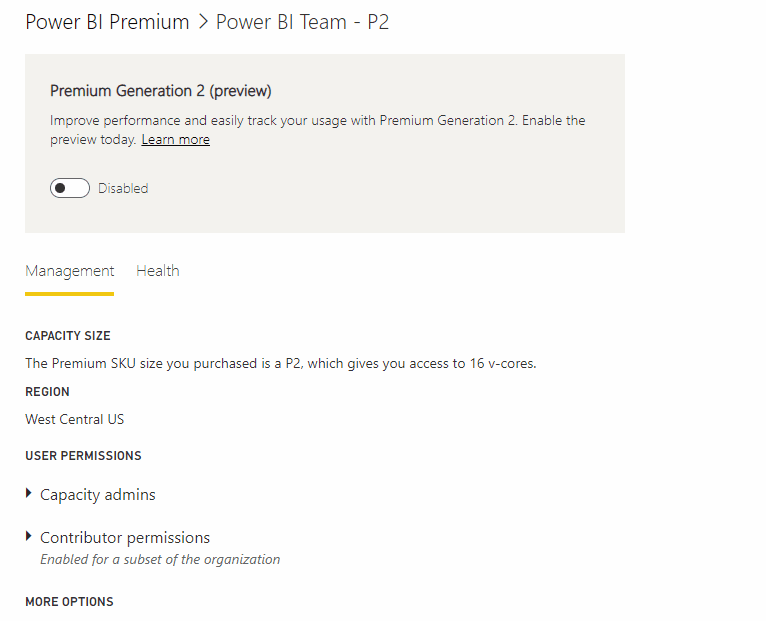 Power BI Premium > Power BI Team - P2
Premium Generation 2 (preview)
Improve performance and easily track your usage with Premium Generation 2. Enable the
preview today. Learn more
Disabled
Management Health
CAPACITY SIZE
The Premium SKU size you purchased is a P2, which gives you access to 16 v-cores.
REGION
West Central US
USER PERMISSIONS
Capacity admins
Contributor permissions
Enabled for a subset of the organization
MORE OPTIONS